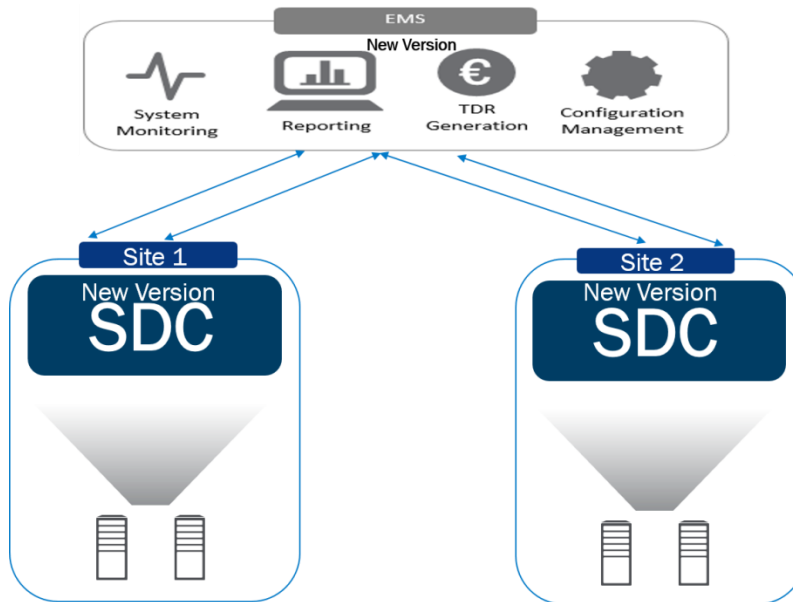 EMS
New Version
System
Monitoring
Reporting
€
TDR
Generation
Configuration
Management
Site 1
New Version
SDC
Site 2
New Version
SDC